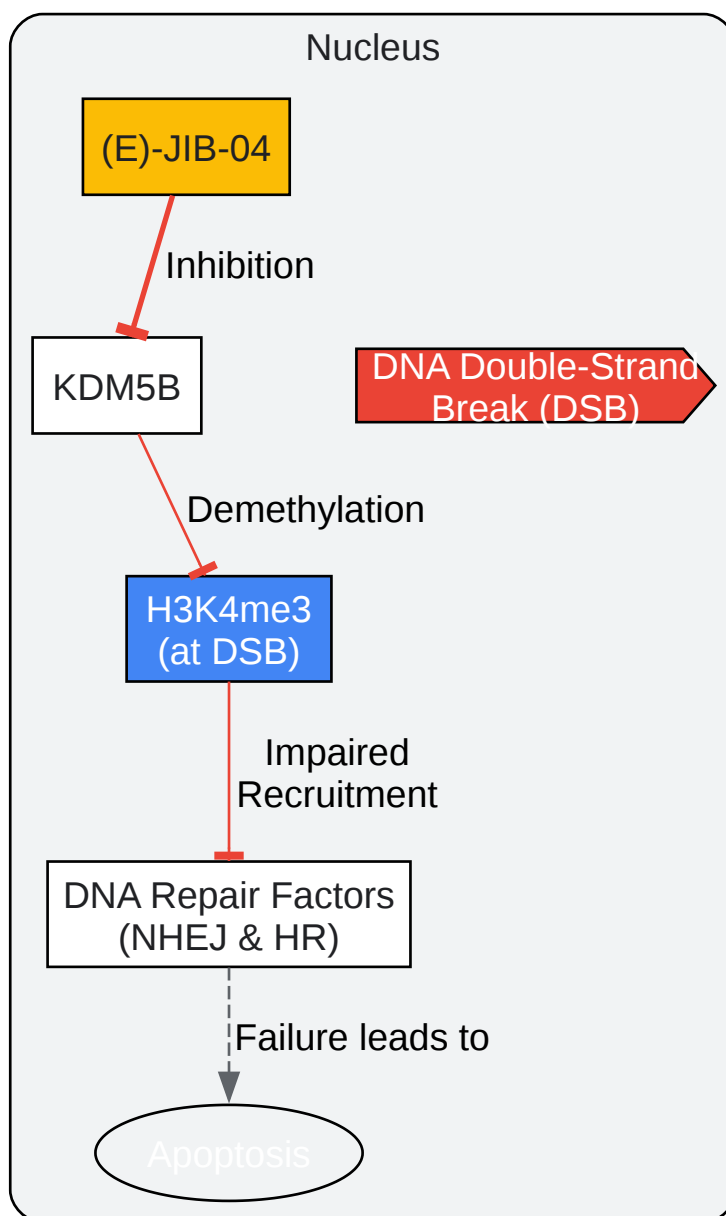 Nucleus
(E)-JIB-04
Inhibition
KDM5B
DNA Double-Strand
Break (DSB)
Demethylation
H3K4me3
(at DSB)
Impaired
Recruitment
DNA Repair Factors
(NHEJ & HR)
Failure leads to
Apoptosis